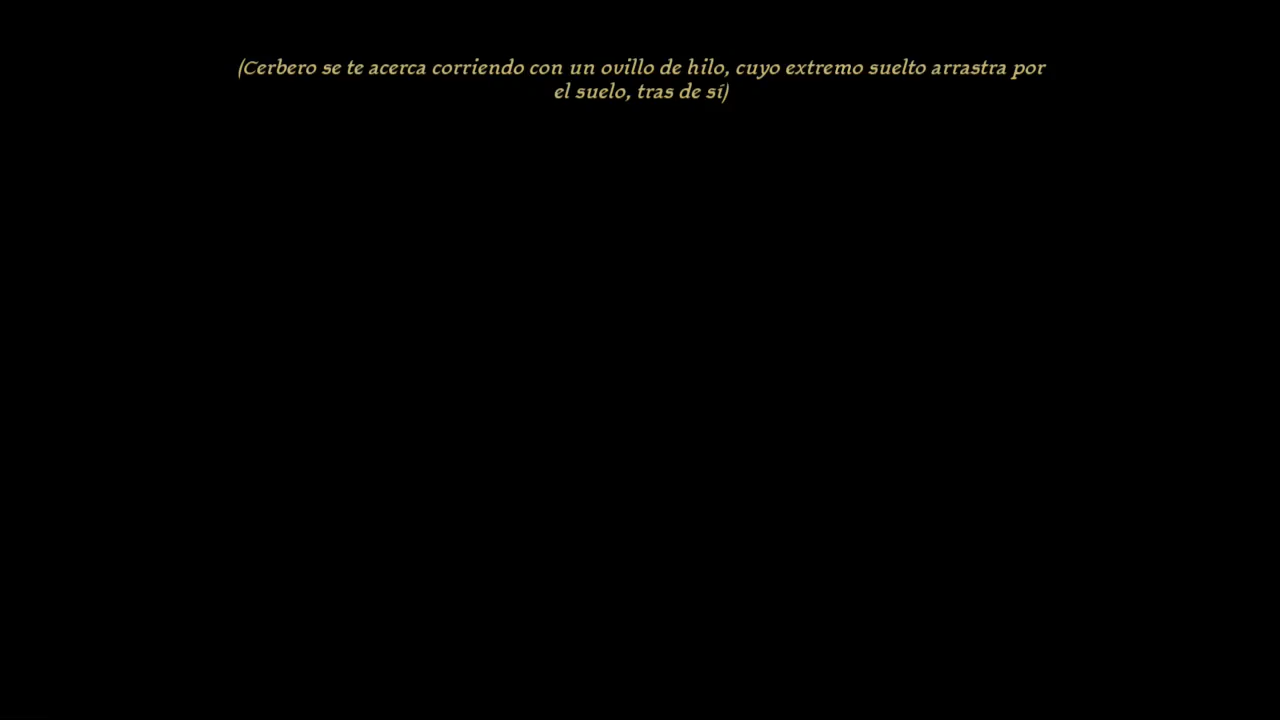 (Cerbero se te acerca corriendo con un ovillo de hilo, cuyo extremo suelto arrastra por
el suelo, tras de sí)